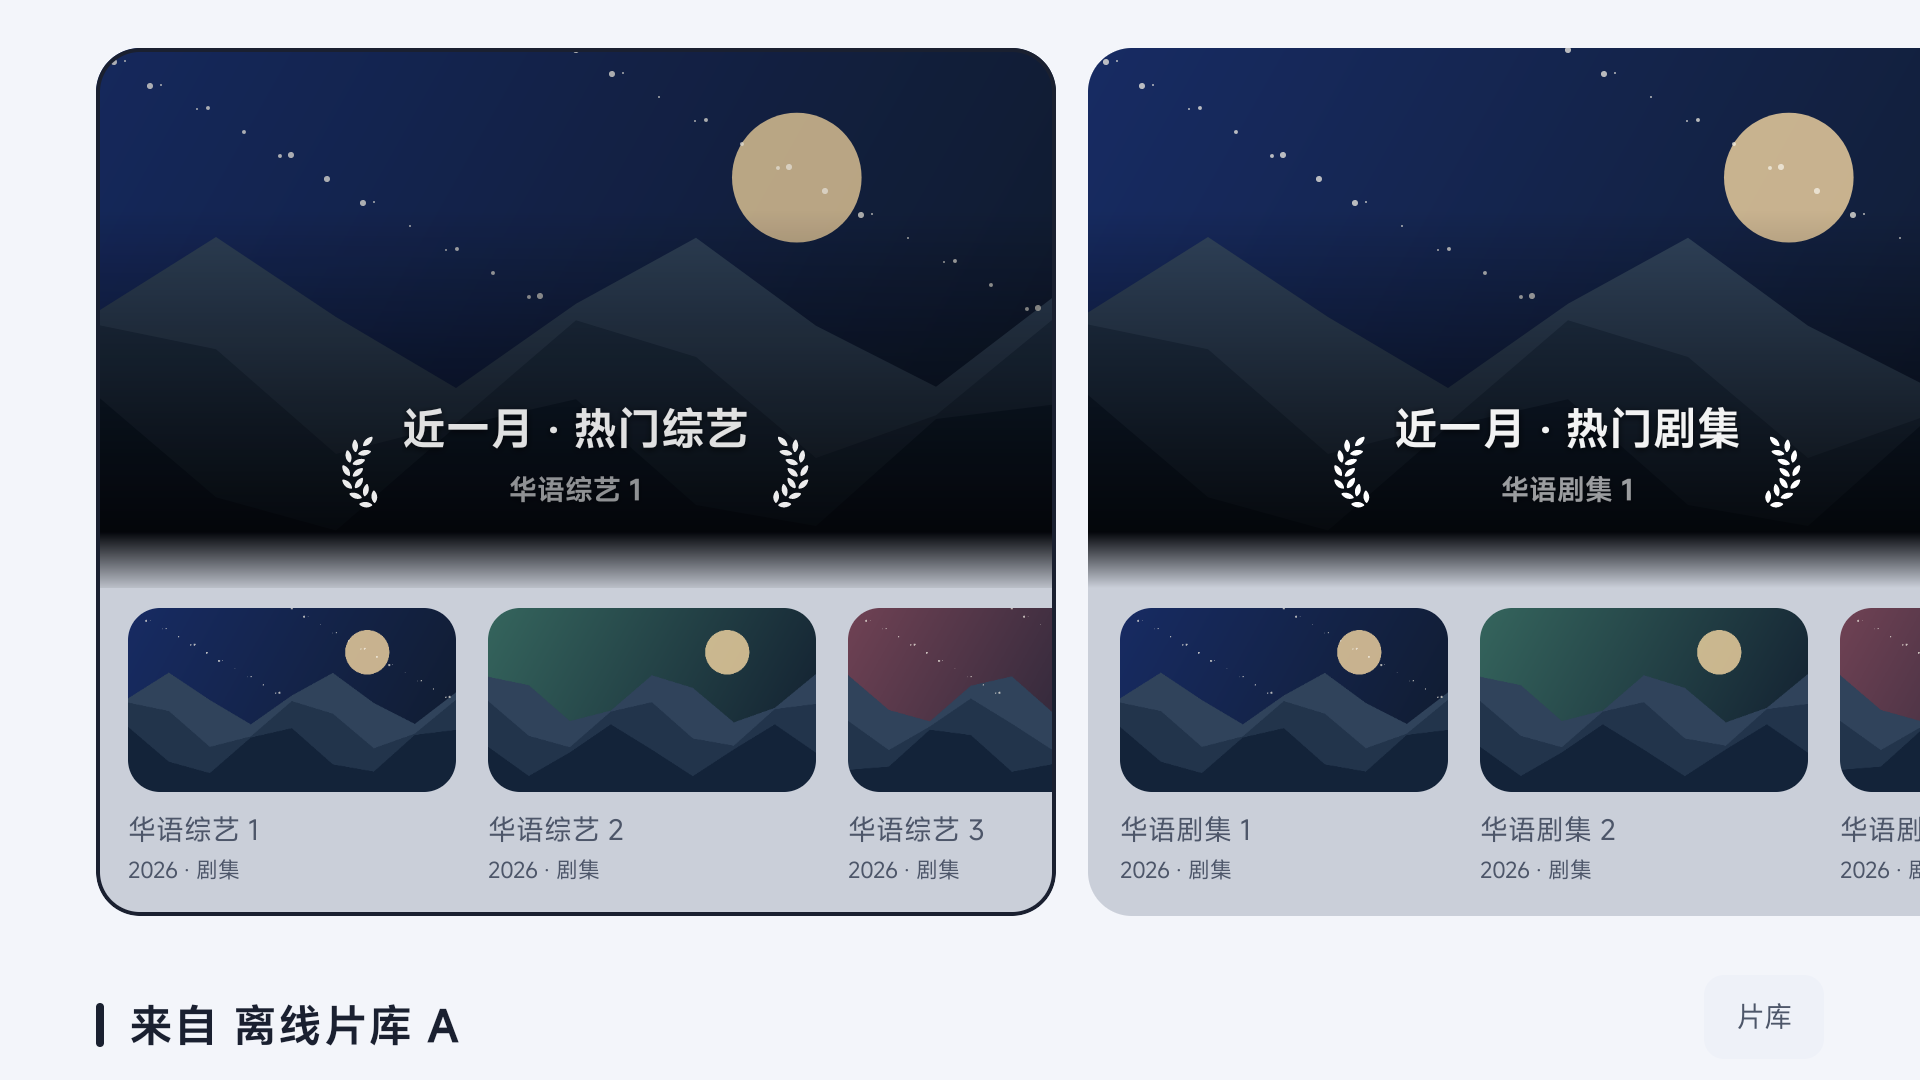 近一月 · 热门综艺
华语综艺 1
华语综艺 1
2026 · 剧集
华语综艺 2
2026 · 剧集
华语综艺 3
2026 · 剧集
近一月 · 热门剧集
华语剧集 1
华语剧集 1
2026 · 剧集
华语剧集 2
2026 · 剧集
华语
2026 ·
来自 离线片库 A
片库